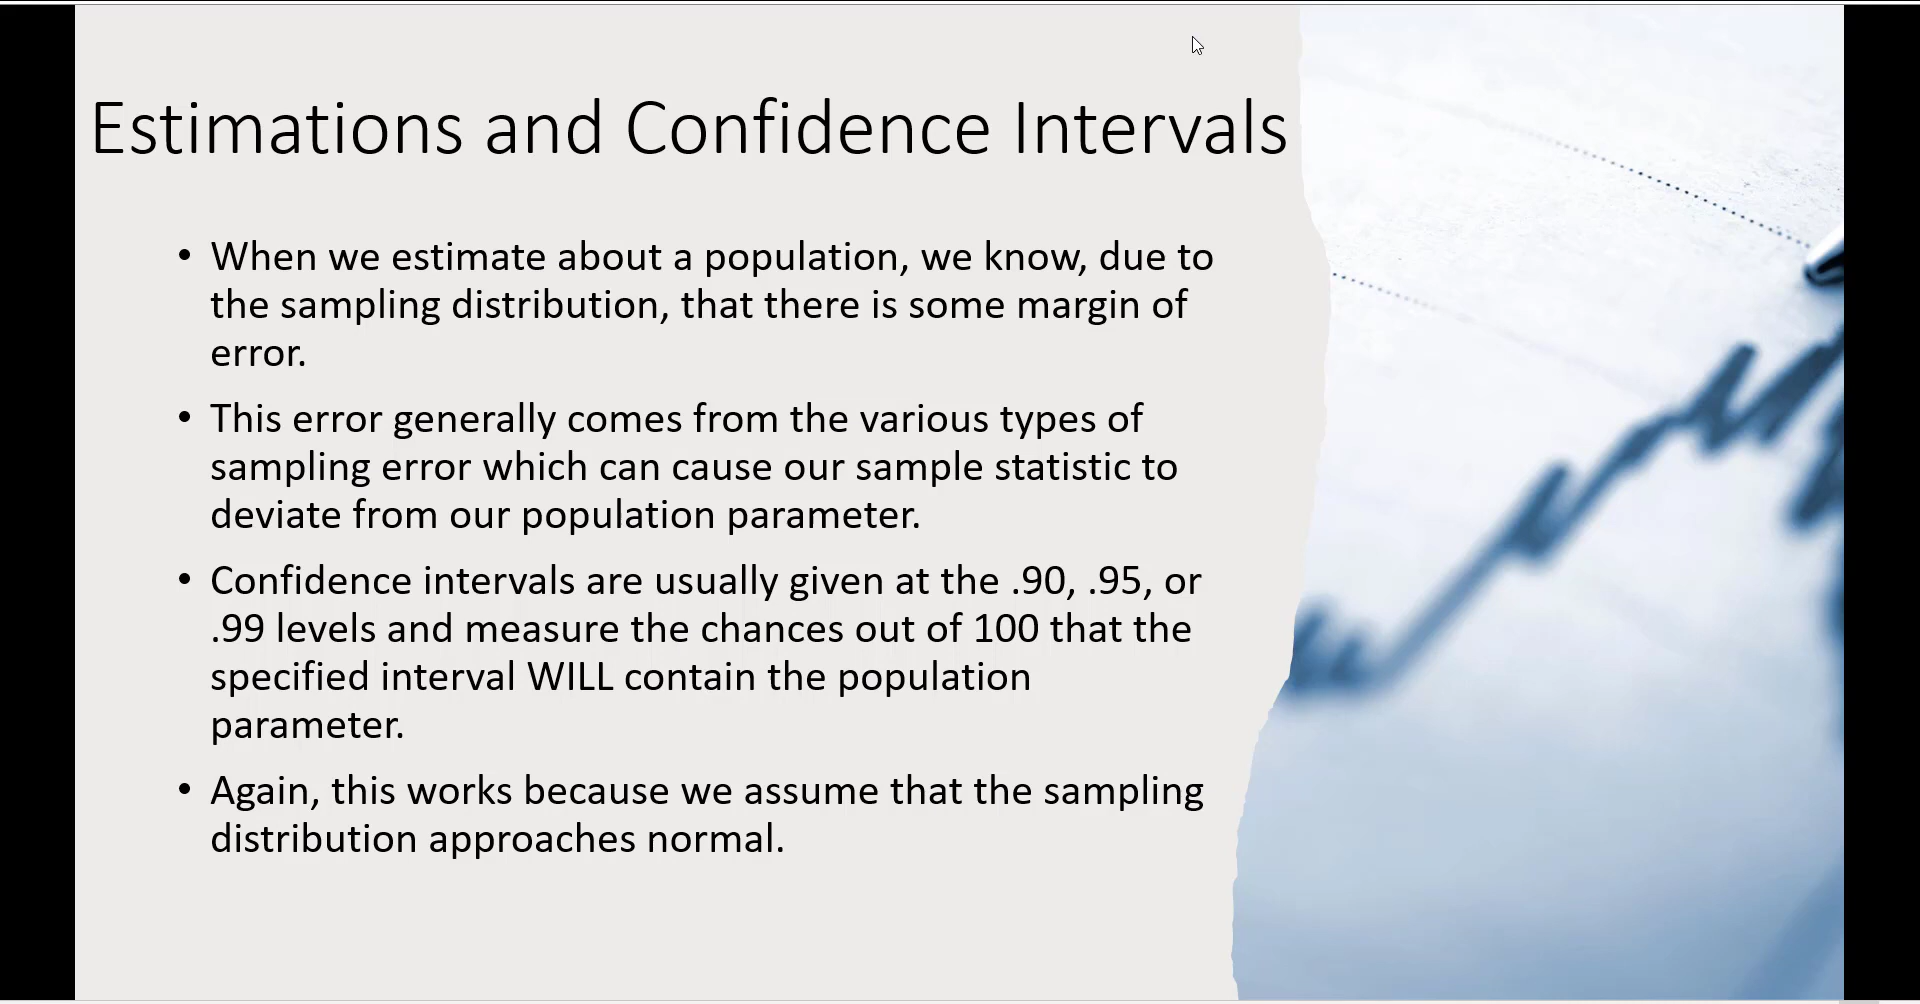 Estimations and Confidence Intervals
• When we estimate about a population, we know, due to
the sampling distribution, that there is some margin of
error.
• This error generally comes from the various types of
sampling error which can cause our sample statistic to
deviate from our population parameter.
• Confidence intervals are usually given at the .90, .95, or
.99 levels and measure the chances out of 100 that the
specified interval WILL contain the population
parameter.
• Again, this works because we assume that the sampling
distribution approaches normal.